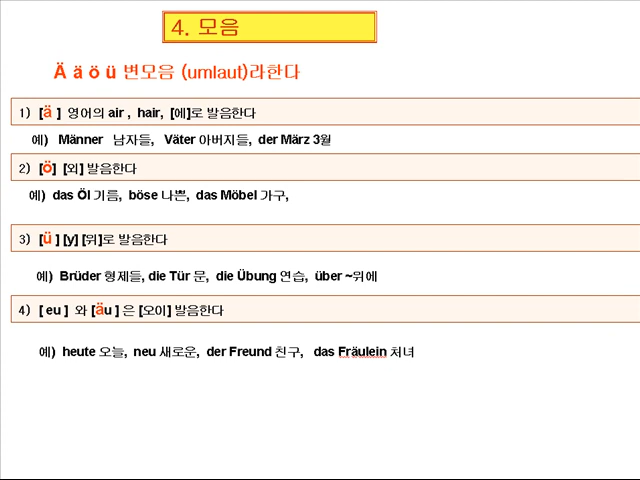 4. 모음
Ä ä ö ü 변모음 (umlaut)라한다
1) [ä ] 영어의 air , hair, [에]로 발음한다
예) Männer 남자들, Väter 아버지들, der März 3월
2) [ö] [외] 발음한다
예) das Öl 기름, böse 나쁜, das Möbel 가구,
3) [ü ] [y] [위]로 발음한다
예) Brüder 형제들, die Tür 문, die Übung 연습, über ~위에
4) [ eu ] 와 [äu ] 은 [오이] 발음한다
예) heute 오늘, neu 새로운, der Freund 친구, das Fräulein 처녀